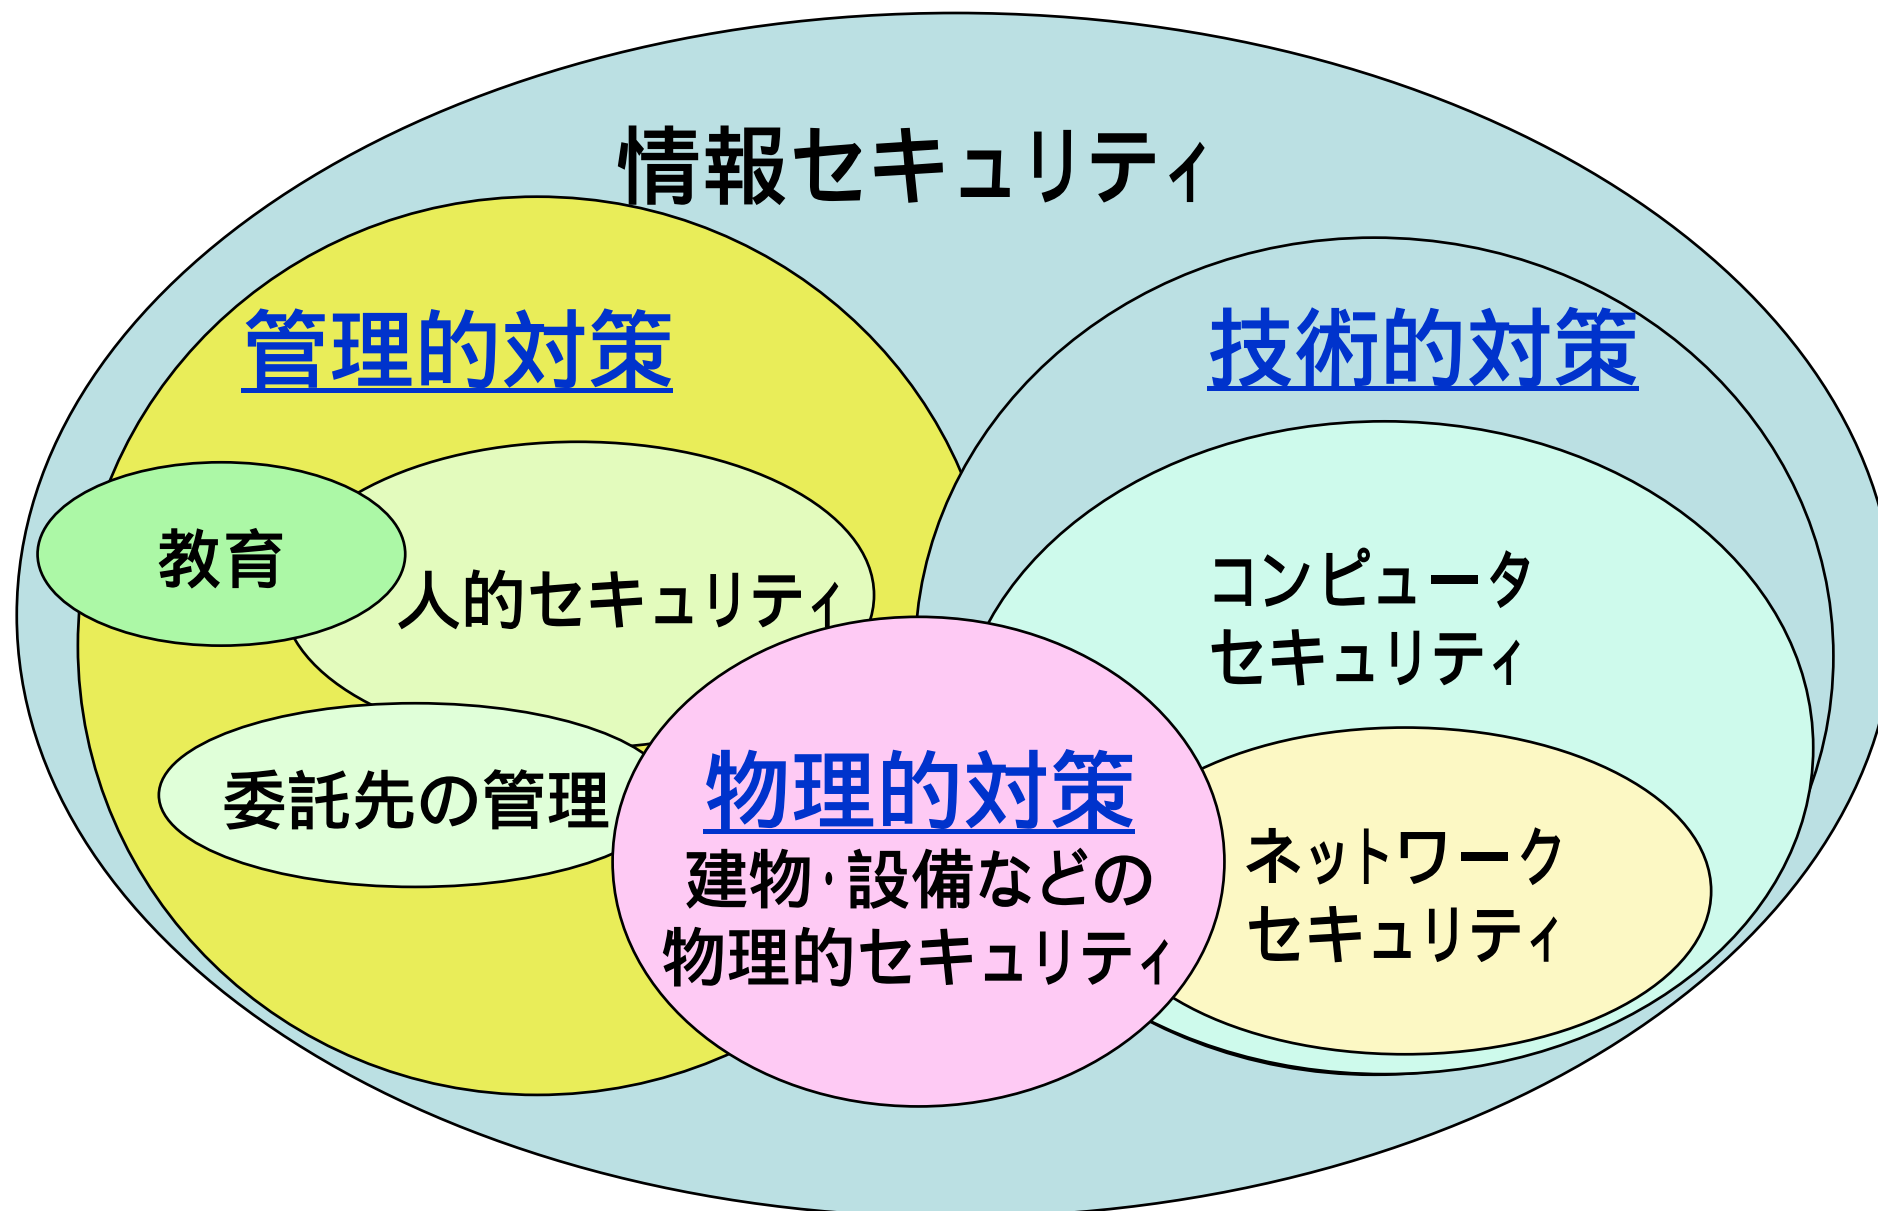 情報セキュリティ
管理的対策
技術的対策
教育
人的セキュリティ
コンピュータ
セキュリティ
委託先の管理
物理的対策
建物・設備などの
物理的セキュリティ
ネットワーク
セキュリティ